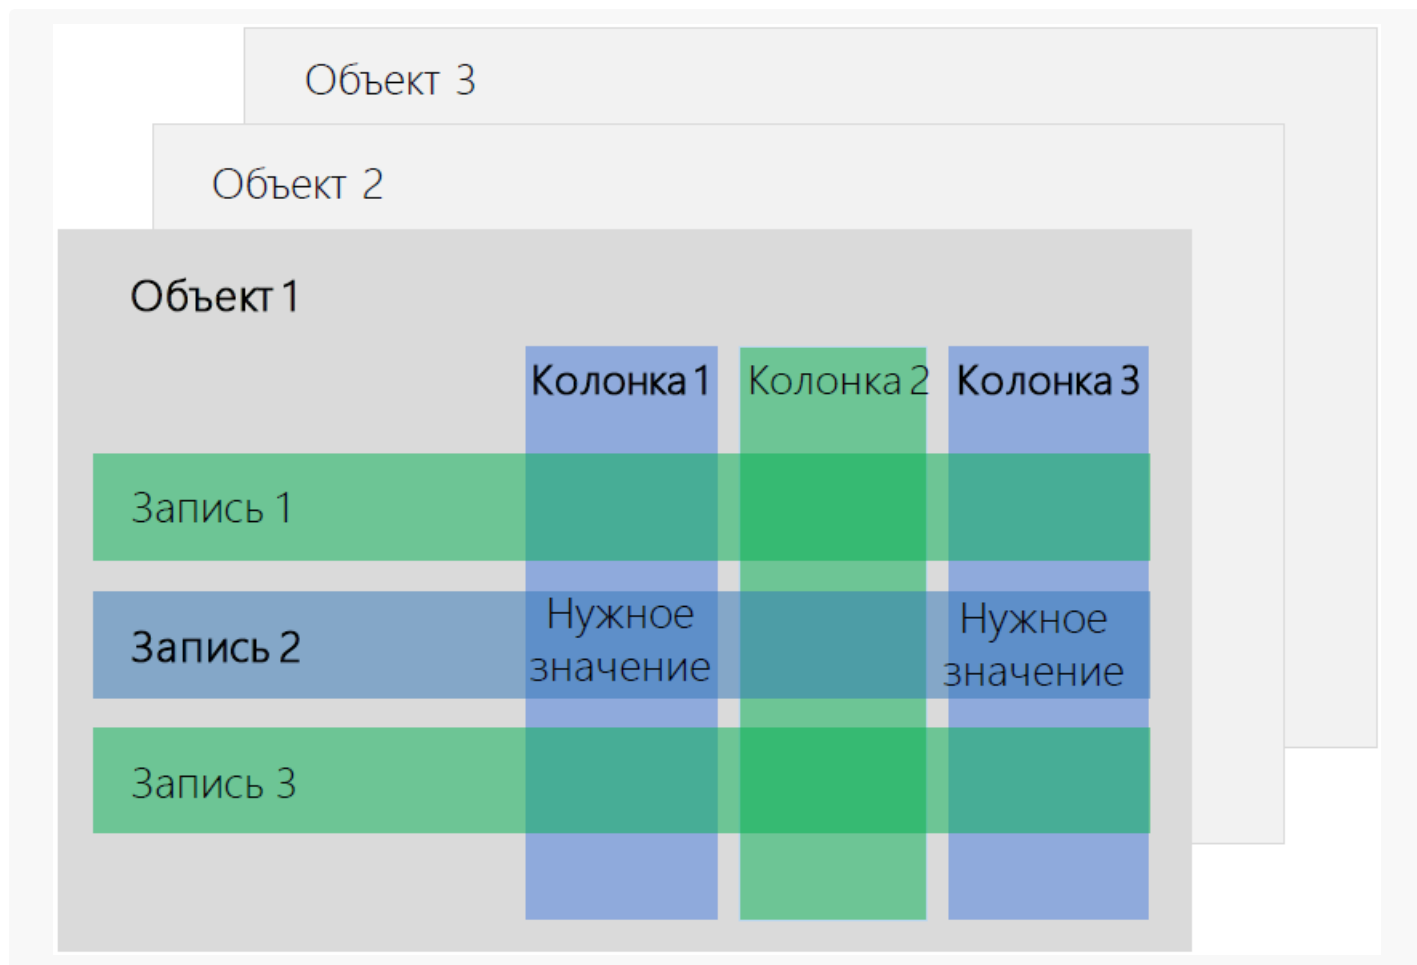 Объект 3
Объект 2
Объект 1
Колонка 1 Колонка 2 Колонка 3
Запись 1
Запись 2
Нужное
значение
Нужное
значение
Запись 3